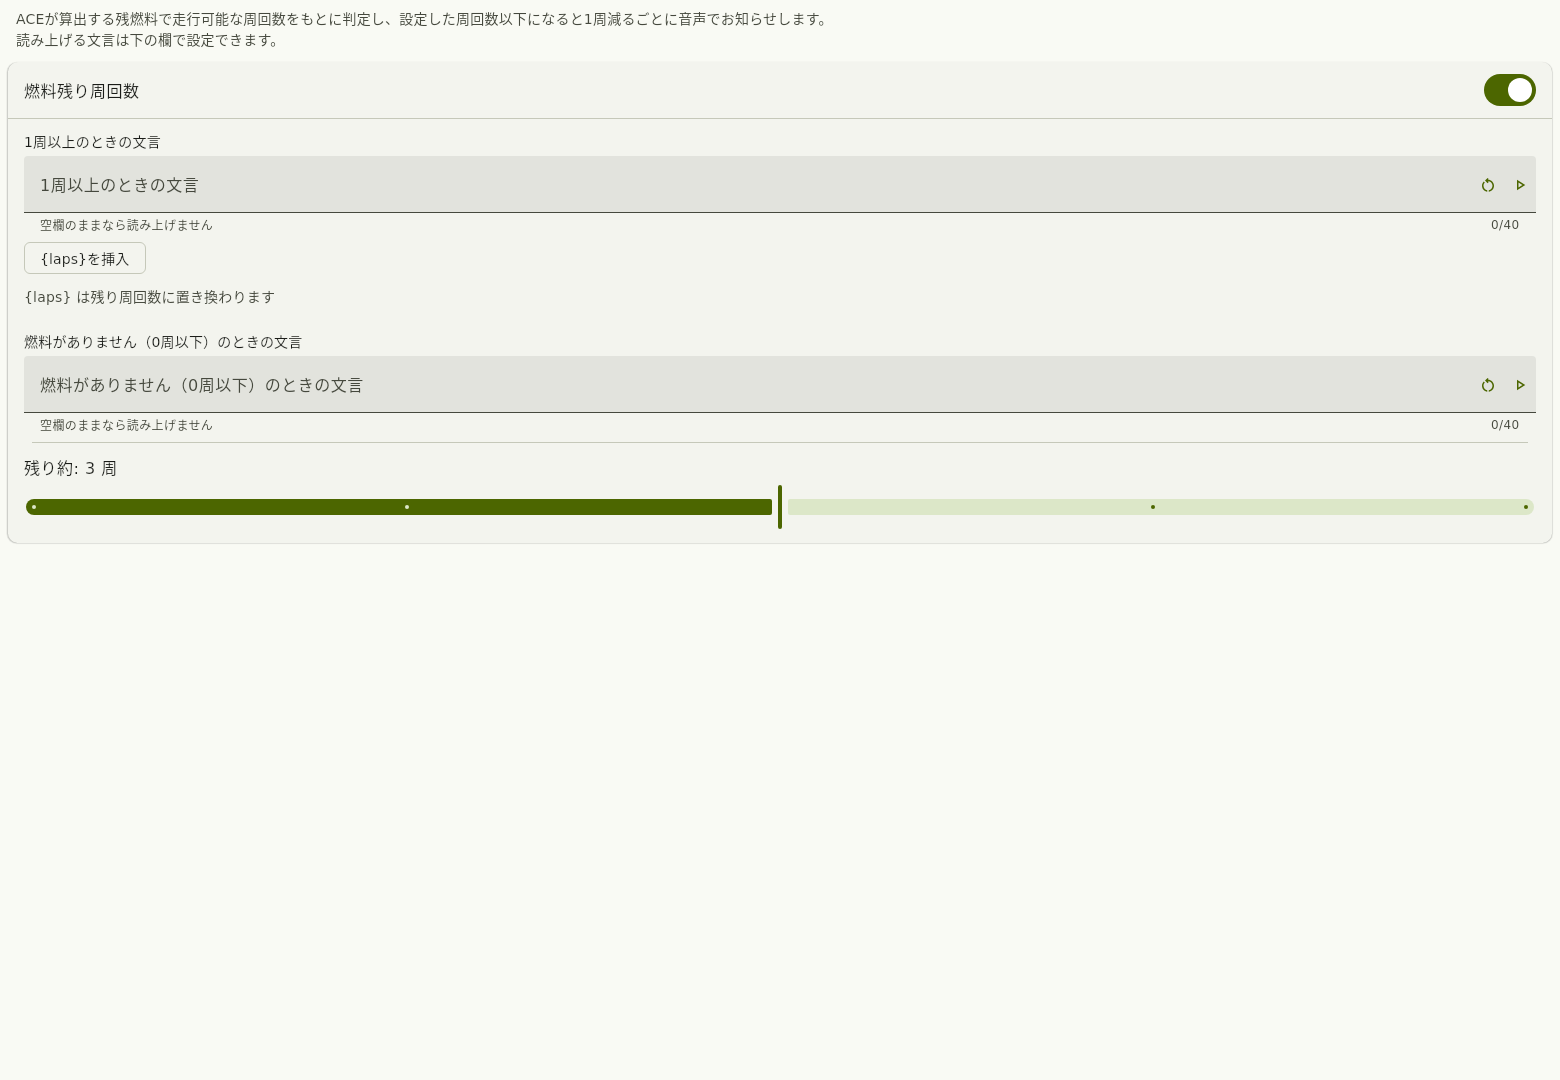 ACEが算出する残燃料で走行可能な周回数をもとに判定し、設定した周回数以下になると1周減るごとに音声でお知らせします。
読み上げる文言は下の欄で設定できます。
燃料残り周回数
1周以上のときの文言
1周以上のときの文言
空欄のままなら読み上げません 0/40
{laps}を挿入
{laps} は残り周回数に置き換わります
燃料がありません（0周以下）のときの文言
燃料がありません（0周以下）のときの文言
空欄のままなら読み上げません 0/40
残り約: 3 周